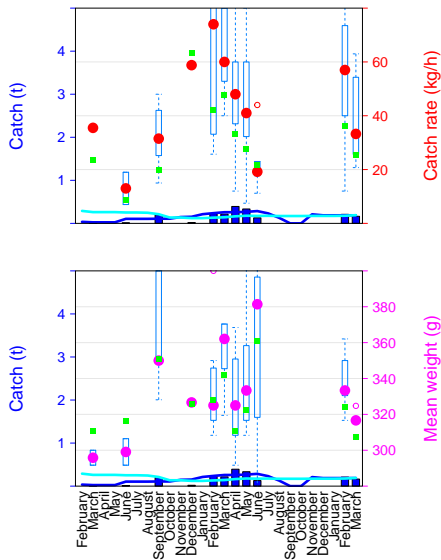 Catch (t)
5
4
3
2
1
60
40
20
Catch rate (kg/h)
Catch (t)
4
3
2
1
380
360
340
320
300
Mean weight (g)
February
March
April
May
June
July
August
September
October
November
December
January
February
March
April
May
June
July
August
September
October
November
December
January
February
March